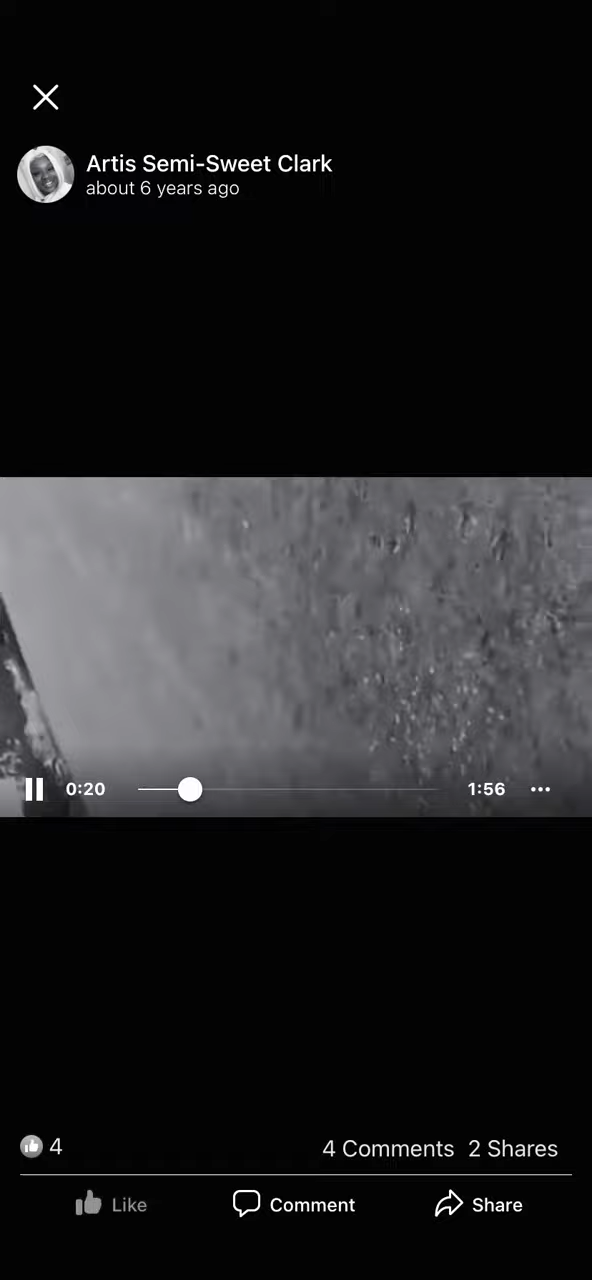 Artis Semi-Sweet Clark
about 6 years ago
0:20 1:56
4 4 Comments 2 Shares
Like Comment Share